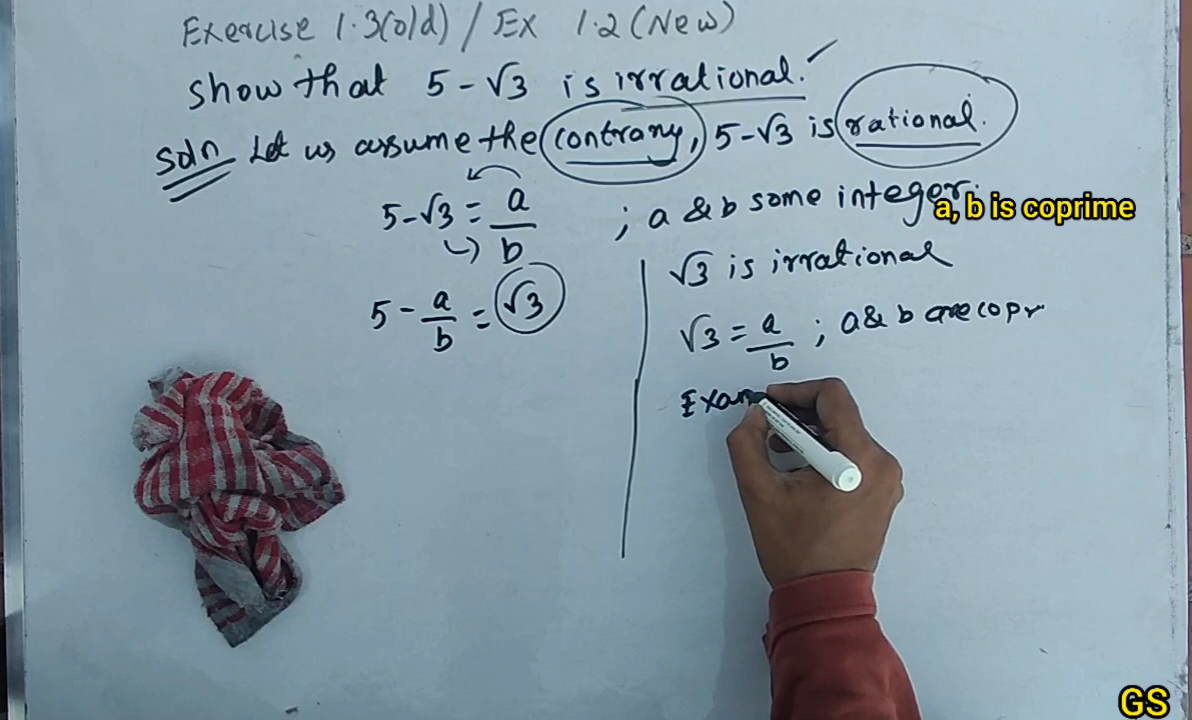 Exercise 1.3(old) / Ex 1.2 (New)
Show that 5-√3 is irrational.
Soln Let us assume the contrary, 5-√3 is rational.
5-√3 = a/b ; a & b some integer.
a, b is coprime
5 - a/b = √3
√3 is irrational
√3 = a/b ; a & b are copr
Exam
GS